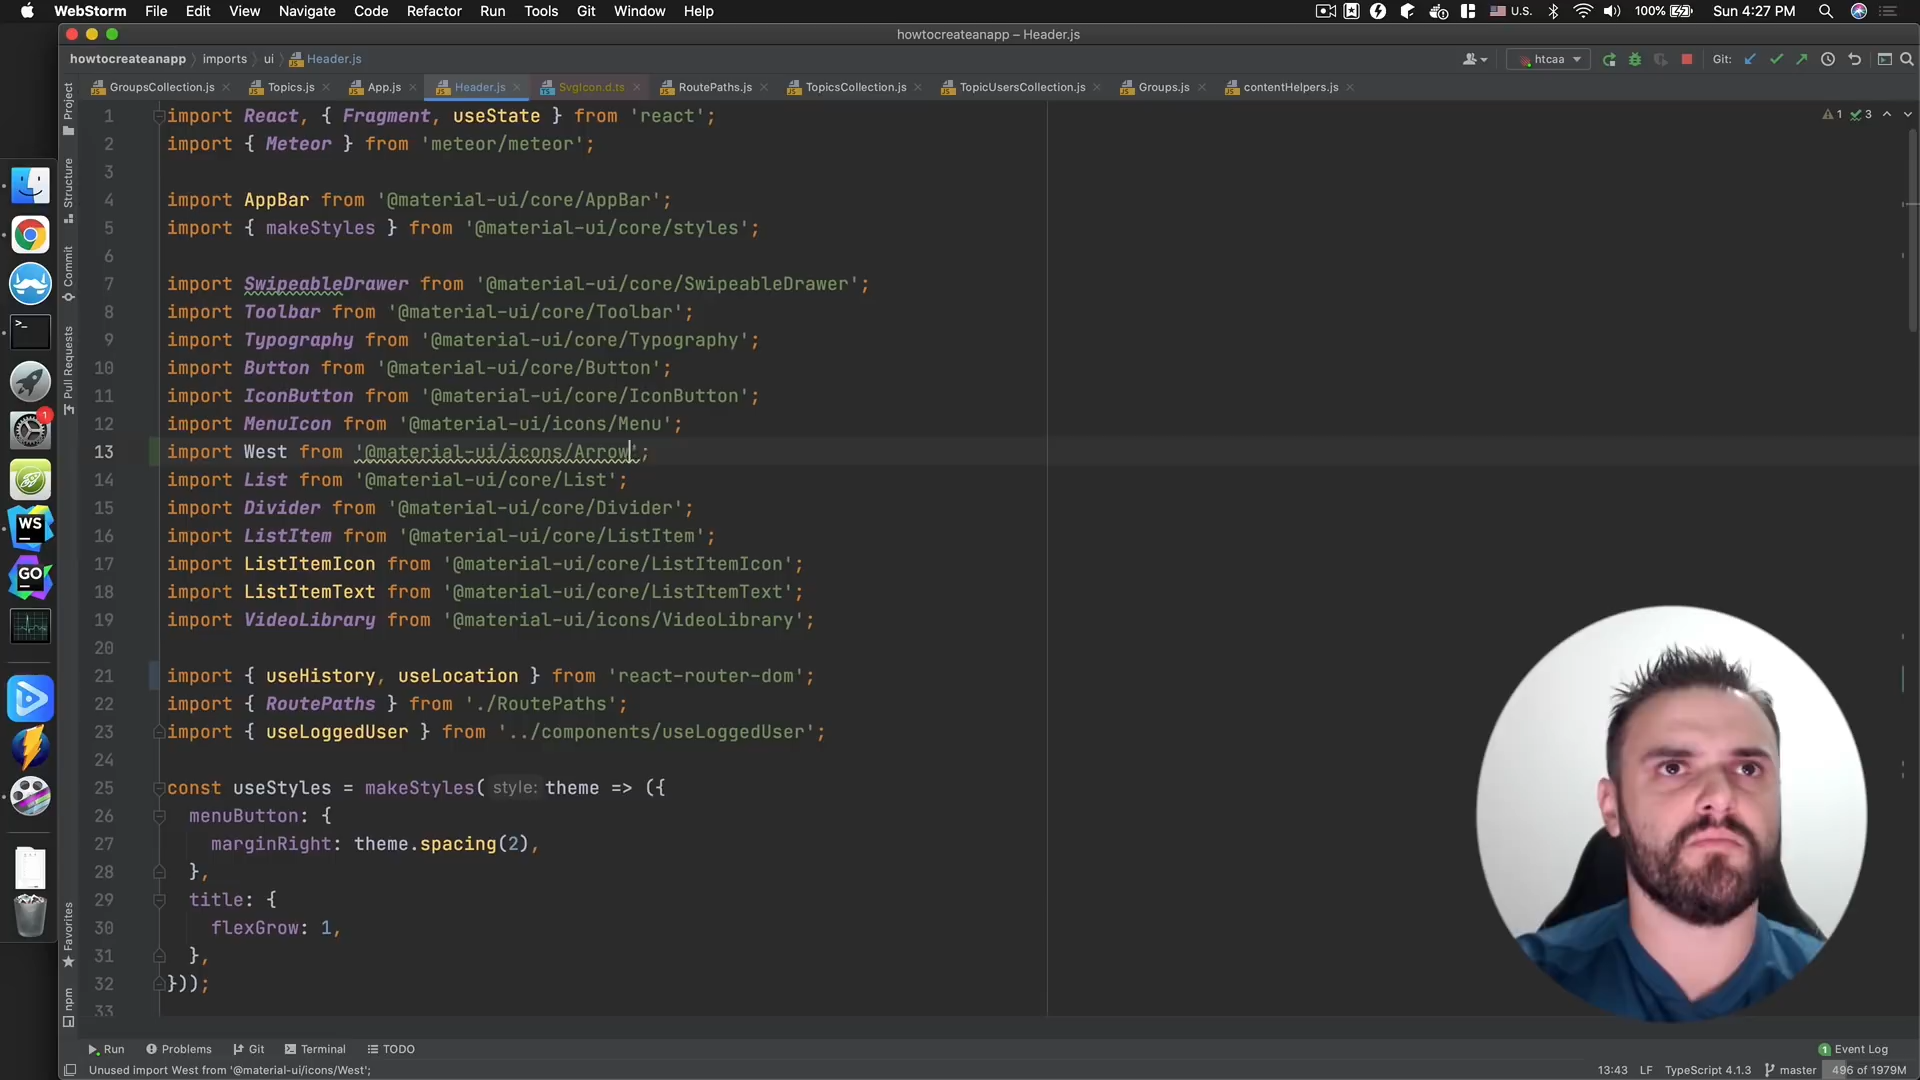 WebStorm File Edit View Navigate Code Refactor Run Tools Git Window Help U.S. 100% Sun 4:27 PM
howtocreateanapp – Header.js
howtocreateanapp imports ui Header.js htcaa Git:
GroupsCollection.js Topics.js App.js Header.js SvgIcon.d.ts RoutePaths.js TopicsCollection.js TopicUsersCollection.js Groups.js contentHelpers.js
Project
Structure
Commit
Pull Requests
Favorites
npm
1 3
1
WS
GO
1 import React, { Fragment, useState } from 'react';
2 import { Meteor } from 'meteor/meteor';
3
4 import AppBar from '@material-ui/core/AppBar';
5 import { makeStyles } from '@material-ui/core/styles';
6
7 import SwipeableDrawer from '@material-ui/core/SwipeableDrawer';
8 import Toolbar from '@material-ui/core/Toolbar';
9 import Typography from '@material-ui/core/Typography';
10 import Button from '@material-ui/core/Button';
11 import IconButton from '@material-ui/core/IconButton';
12 import MenuIcon from '@material-ui/icons/Menu';
13 import West from '@material-ui/icons/Arrow';
14 import List from '@material-ui/core/List';
15 import Divider from '@material-ui/core/Divider';
16 import ListItem from '@material-ui/core/ListItem';
17 import ListItemIcon from '@material-ui/core/ListItemIcon';
18 import ListItemText from '@material-ui/core/ListItemText';
19 import VideoLibrary from '@material-ui/icons/VideoLibrary';
20
21 import { useHistory, useLocation } from 'react-router-dom';
22 import { RoutePaths } from './RoutePaths';
23 import { useLoggedUser } from '../components/useLoggedUser';
24
25 const useStyles = makeStyles( style: theme => ({
26 menuButton: {
27 marginRight: theme.spacing(2),
28 },
29 title: {
30 flexGrow: 1,
31 },
32 }));
33
Run Problems Git Terminal TODO 1 Event Log
Unused import West from '@material-ui/icons/West'; 13:43 LF TypeScript 4.1.3 master 496 of 1979M